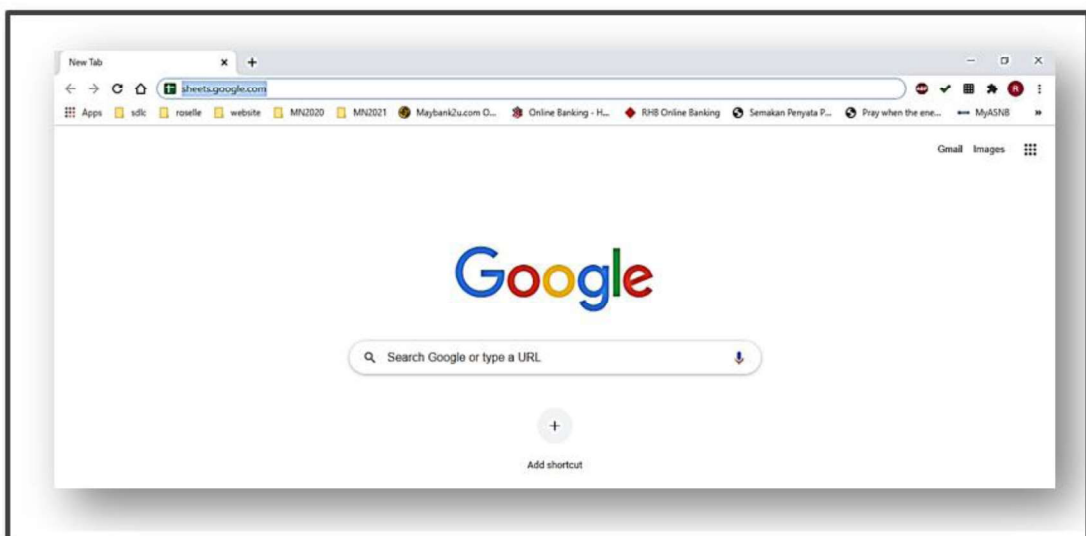 New Tab
sheets.google.com
Apps sdlc roselle website MN2020 MN2021 Maybank2u.com O... Online Banking - H... RHB Online Banking Semakan Penyata P... Pray when the ene... MyASNB »
Gmail Images
Google
Search Google or type a URL
Add shortcut